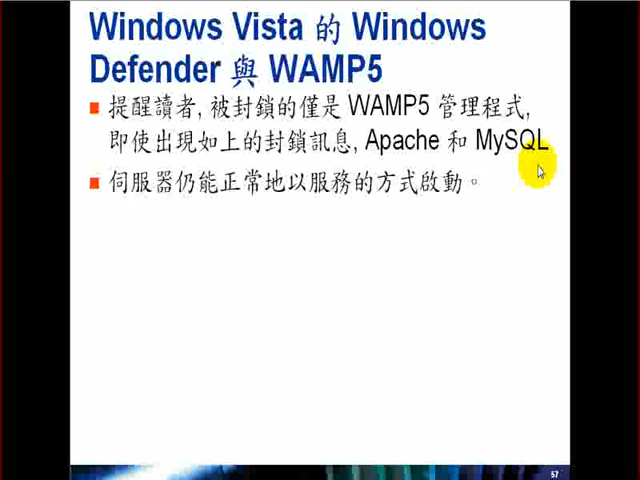 Windows Vista 的 Windows
Defender 與 WAMP5
提醒讀者, 被封鎖的僅是 WAMP5 管理程式,
即使出現如上的封鎖訊息, Apache 和 MySQL
伺服器仍能正常地以服務的方式啟動。
57